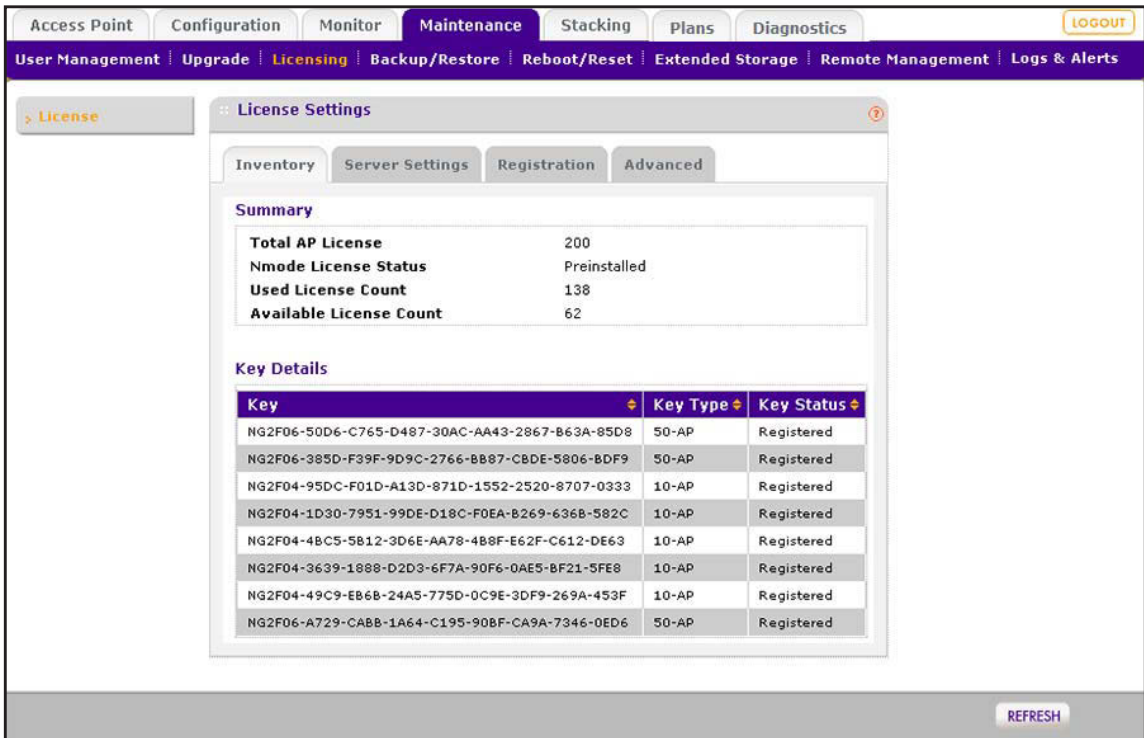 Access Point Configuration Monitor Maintenance Stacking Plans Diagnostics LOGOUT
User Management Upgrade Licensing Backup/Restore Reboot/Reset Extended Storage Remote Management Logs & Alerts
License
License Settings
Inventory Server Settings Registration Advanced
Summary
Total AP License 200
Nmode License Status Preinstalled
Used License Count 138
Available License Count 62
Key Details
Key Key Type Key Status
NG2F06-50D6-C765-D487-30AC-AA43-2867-B63A-85D8 50-AP Registered
NG2F06-385D-F39F-9D9C-2766-BB87-CBDE-5806-BDF9 50-AP Registered
NG2F04-95DC-F01D-A13D-871D-1552-2520-8707-0333 10-AP Registered
NG2F04-1D30-7951-99DE-D18C-F0EA-B269-636B-582C 10-AP Registered
NG2F04-4BC5-5B12-3D6E-AA78-4B8F-E62F-C612-DE63 10-AP Registered
NG2F04-3639-1888-D2D3-6F7A-90F6-0AE5-BF21-5FE8 10-AP Registered
NG2F04-49C9-EB6B-24A5-775D-0C9E-3DF9-269A-453F 10-AP Registered
NG2F06-A729-CABB-1A64-C195-90BF-CA9A-7346-0ED6 50-AP Registered
REFRESH